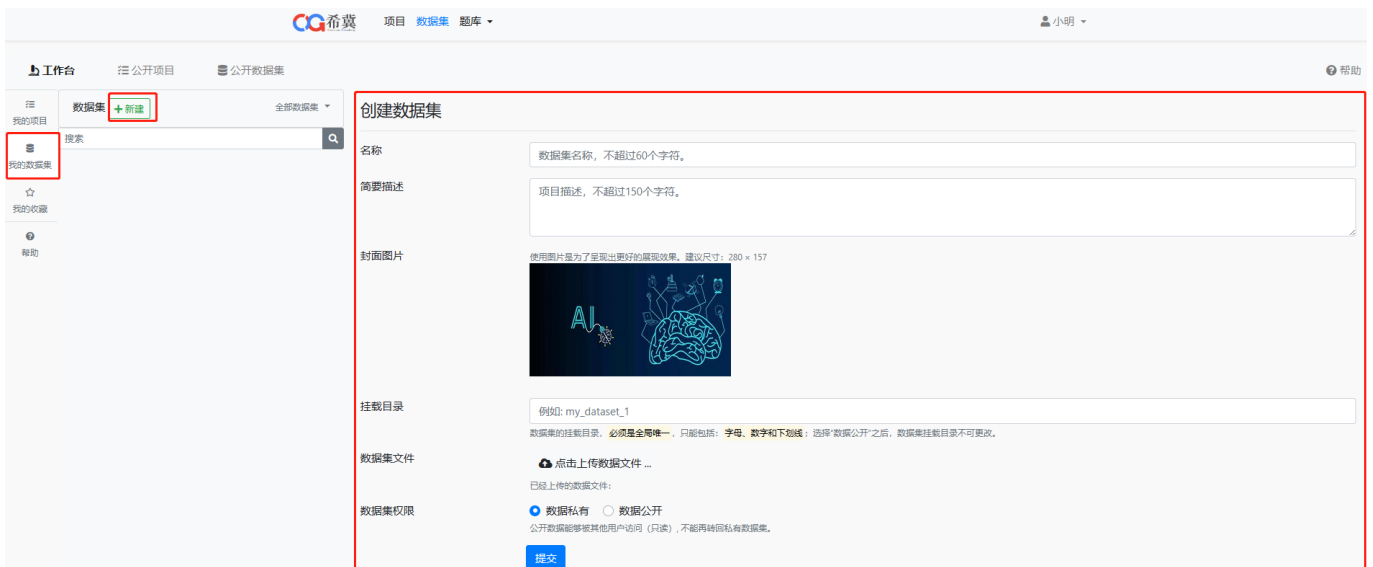 CG希冀 项目 数据集 题库 小明
工作台 公开项目 公开数据集 帮助
我的项目
我的数据集
我的收藏
帮助
数据集 +新建 全部数据集
搜索
创建数据集
名称
数据集名称，不超过60个字符。
简要描述
项目描述，不超过150个字符。
封面图片
使用图片是为了呈现出更好的展现效果。建议尺寸：280 × 157
AI
挂载目录
例如: my_dataset_1
数据集的挂载目录，必须是全局唯一，只能包括：字母、数字和下划线；选择“数据公开”之后，数据集挂载目录不可更改。
数据集文件
点击上传数据文件 ...
已经上传的数据文件：
数据集权限
数据私有 数据公开
公开数据能够被其他用户访问（只读）, 不能再转回私有数据集。
提交